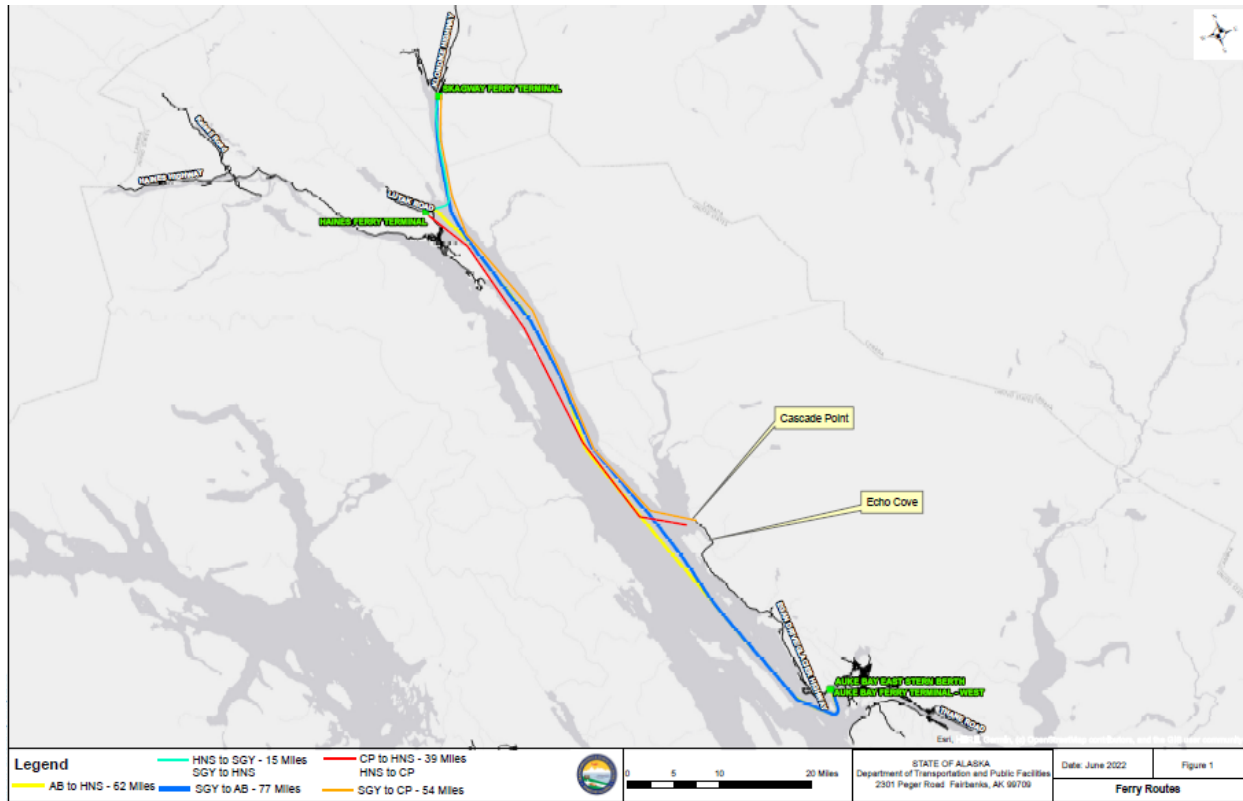 SKAGWAY FERRY TERMINAL
HAINES HIGHWAY
LUTAK ROAD
HAINES FERRY TERMINAL
Cascade Point
Echo Cove
AUKE BAY EAST STERN BERTH
AUKE BAY FERRY TERMINAL - WEST
THANE ROAD
Legend
HNS to SGY - 15 Miles
SGY to HNS
CP to HNS - 39 Miles
HNS to CP
AB to HNS - 62 Miles
SGY to AB - 77 Miles
SGY to CP - 54 Miles
0 5 10 20 Miles
STATE OF ALASKA
Department of Transportation and Public Facilities
2301 Peger Road Fairbanks, AK 99709
Date: June 2022
Figure 1
Ferry Routes